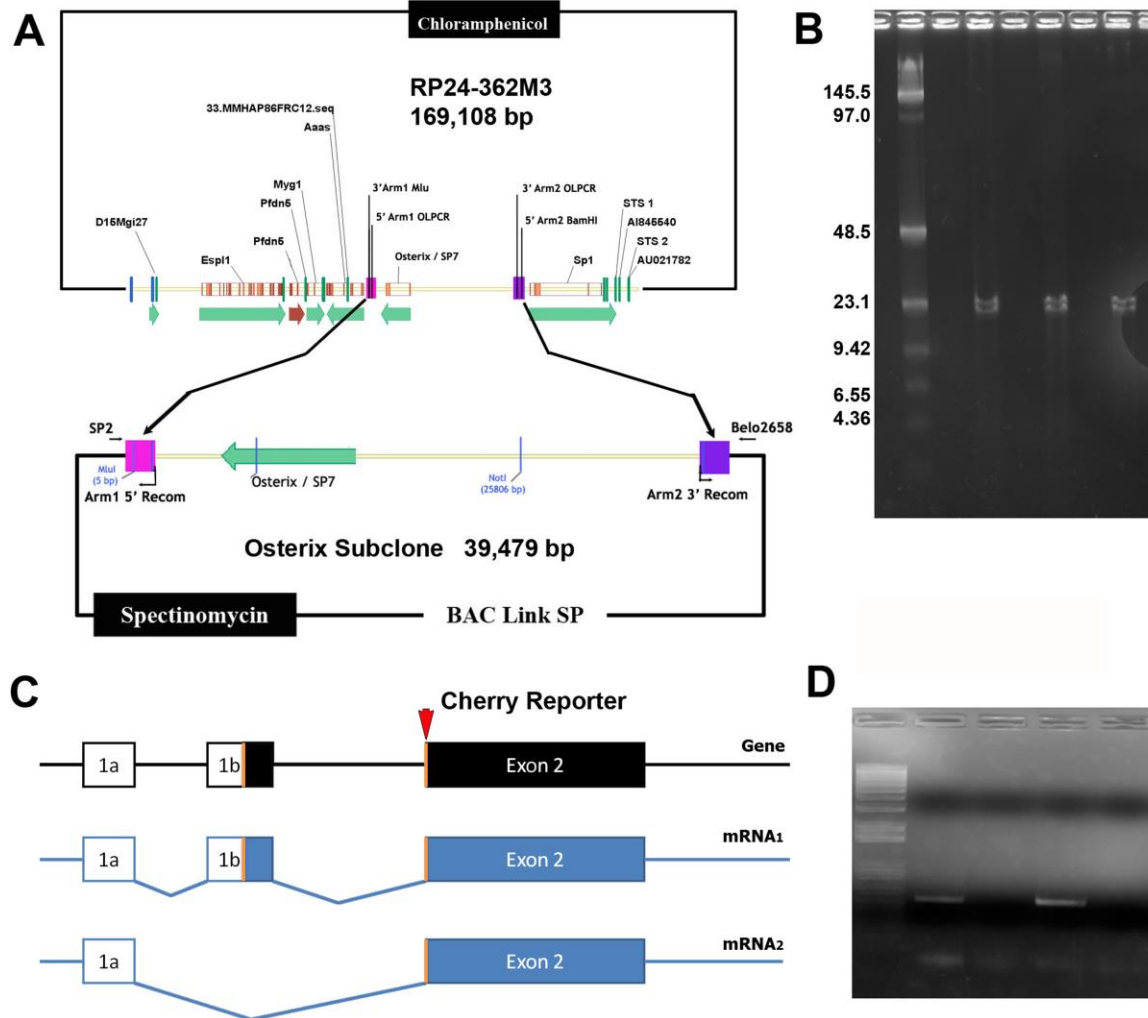 A
Chloramphenicol
RP24-362M3
169,108 bp
33.MMHAP86FRC12.seq
Aaas
Myg1
Pfdn5
Pfdn5
D15Mgi27
Espl1
3'Arm1 Mlu
5' Arm1 OLPCR
Osterix / SP7
3' Arm2 OLPCR
5' Arm2 BamHI
Sp1
STS 1
AI845540
STS 2
AU021782
SP2
MluI
(5 bp)
Arm1 5' Recom
Osterix / SP7
NotI
(25806 bp)
Belo2658
Arm2 3' Recom
Osterix Subclone 39,479 bp
Spectinomycin
BAC Link SP
B
145.5
97.0
48.5
23.1
9.42
6.55
4.36
C
Cherry Reporter
Gene
1a
1b
Exon 2
mRNA1
1a
1b
Exon 2
mRNA2
1a
Exon 2
D